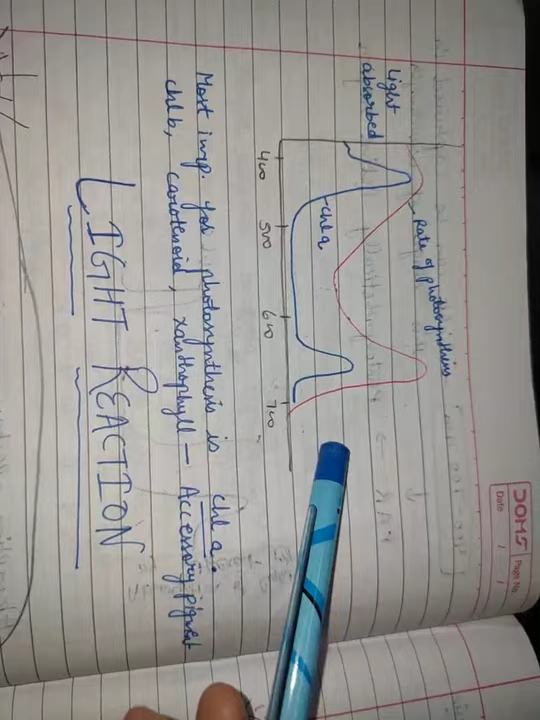 DOMS
Page No.
Date / /
Rate of photosynthesis
Light
absorbed
chl a
400 500 600 700
Most imp. for photosynthesis is chl a.
chl b, carotenoid, xanthophyll — Accessory pigment
LIGHT REACTION